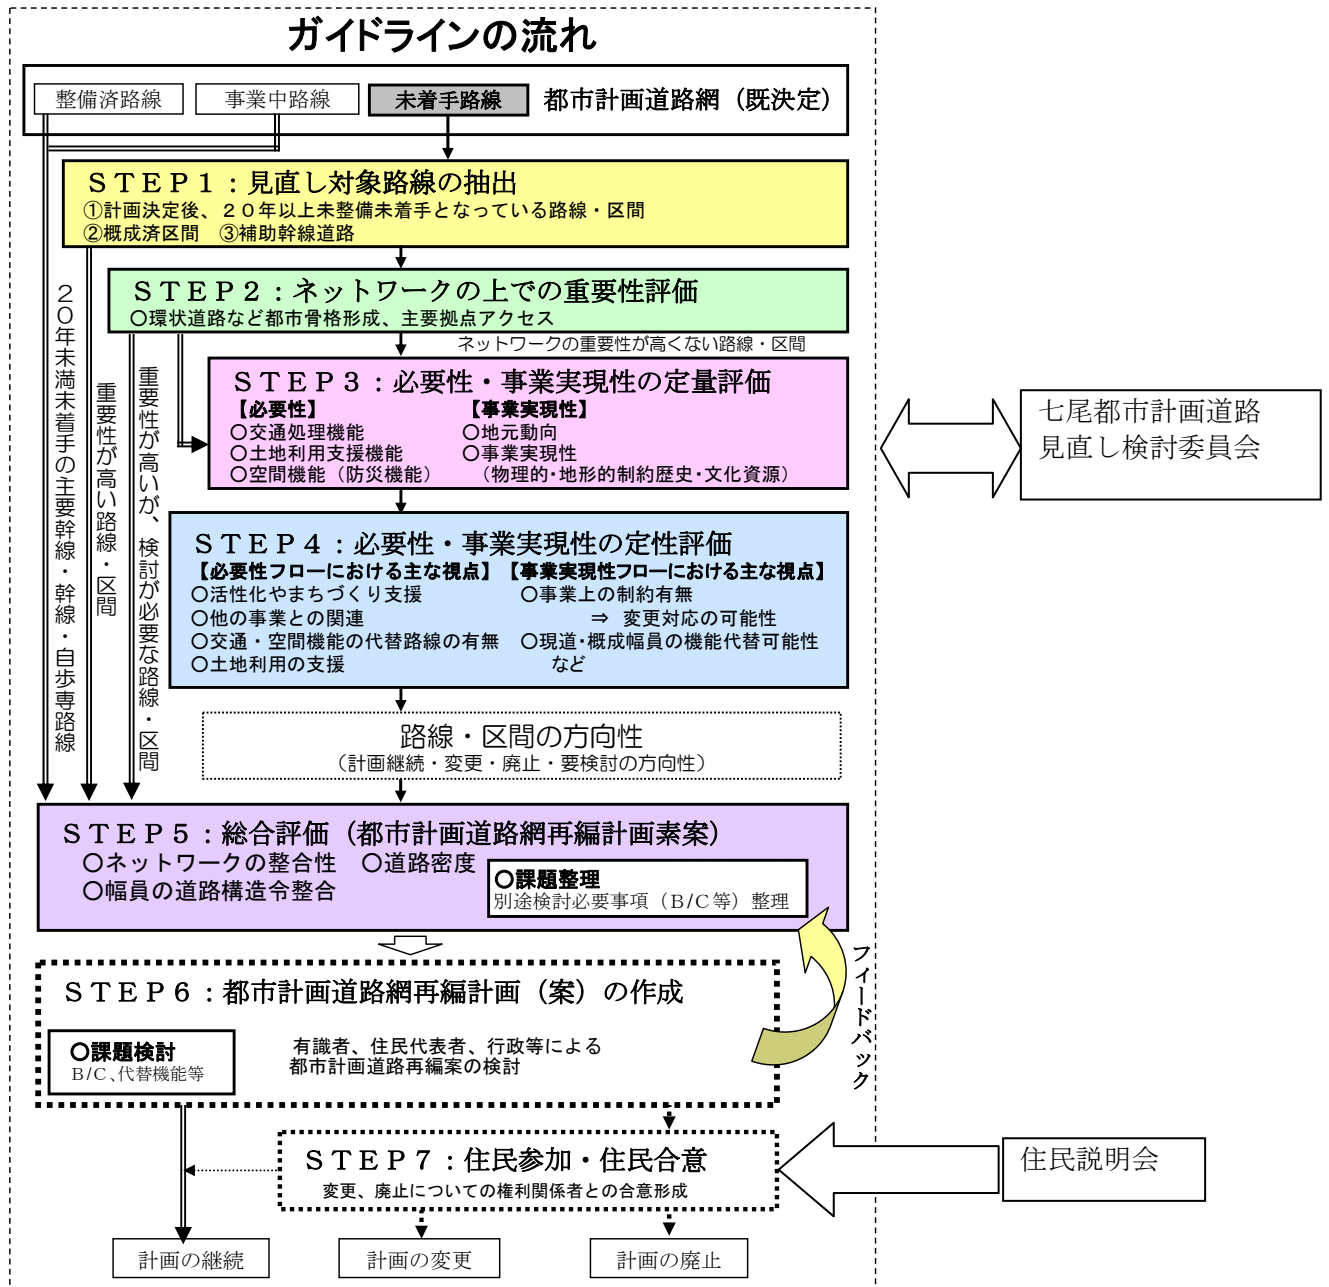 ガイドラインの流れ
整備済路線
事業中路線
未着手路線
都市計画道路網（既決定）
ＳＴＥＰ１：見直し対象路線の抽出
①計画決定後、２０年以上未整備未着手となっている路線・区間
②概成済区間　③補助幹線道路
ＳＴＥＰ２：ネットワークの上での重要性評価
○環状道路など都市骨格形成、主要拠点アクセス
ネットワークの重要性が高くない路線・区間
２０年未満未着手の主要幹線・幹線・自歩専路線
重要性が高い路線・区間
重要性が高いが、検討が必要な路線・区間
ＳＴＥＰ３：必要性・事業実現性の定量評価
【必要性】
○交通処理機能
○土地利用支援機能
○空間機能（防災機能）
【事業実現性】
○地元動向
○事業実現性
（物理的・地形的制約歴史・文化資源）
七尾都市計画道路
見直し検討委員会
ＳＴＥＰ４：必要性・事業実現性の定性評価
【必要性フローにおける主な視点】
○活性化やまちづくり支援
○他の事業との関連
○交通・空間機能の代替路線の有無
○土地利用の支援
【事業実現性フローにおける主な視点】
○事業上の制約有無
⇒　変更対応の可能性
○現道・概成幅員の機能代替可能性
など
路線・区間の方向性
（計画継続・変更・廃止・要検討の方向性）
ＳＴＥＰ５：総合評価（都市計画道路網再編計画素案）
○ネットワークの整合性　○道路密度
○幅員の道路構造令整合
○課題整理
別途検討必要事項（B/C等）整理
フィードバック
ＳＴＥＰ６：都市計画道路網再編計画（案）の作成
○課題検討
B/C、代替機能等
有識者、住民代表者、行政等による
都市計画道路再編案の検討
ＳＴＥＰ７：住民参加・住民合意
変更、廃止についての権利関係者との合意形成
住民説明会
計画の継続
計画の変更
計画の廃止